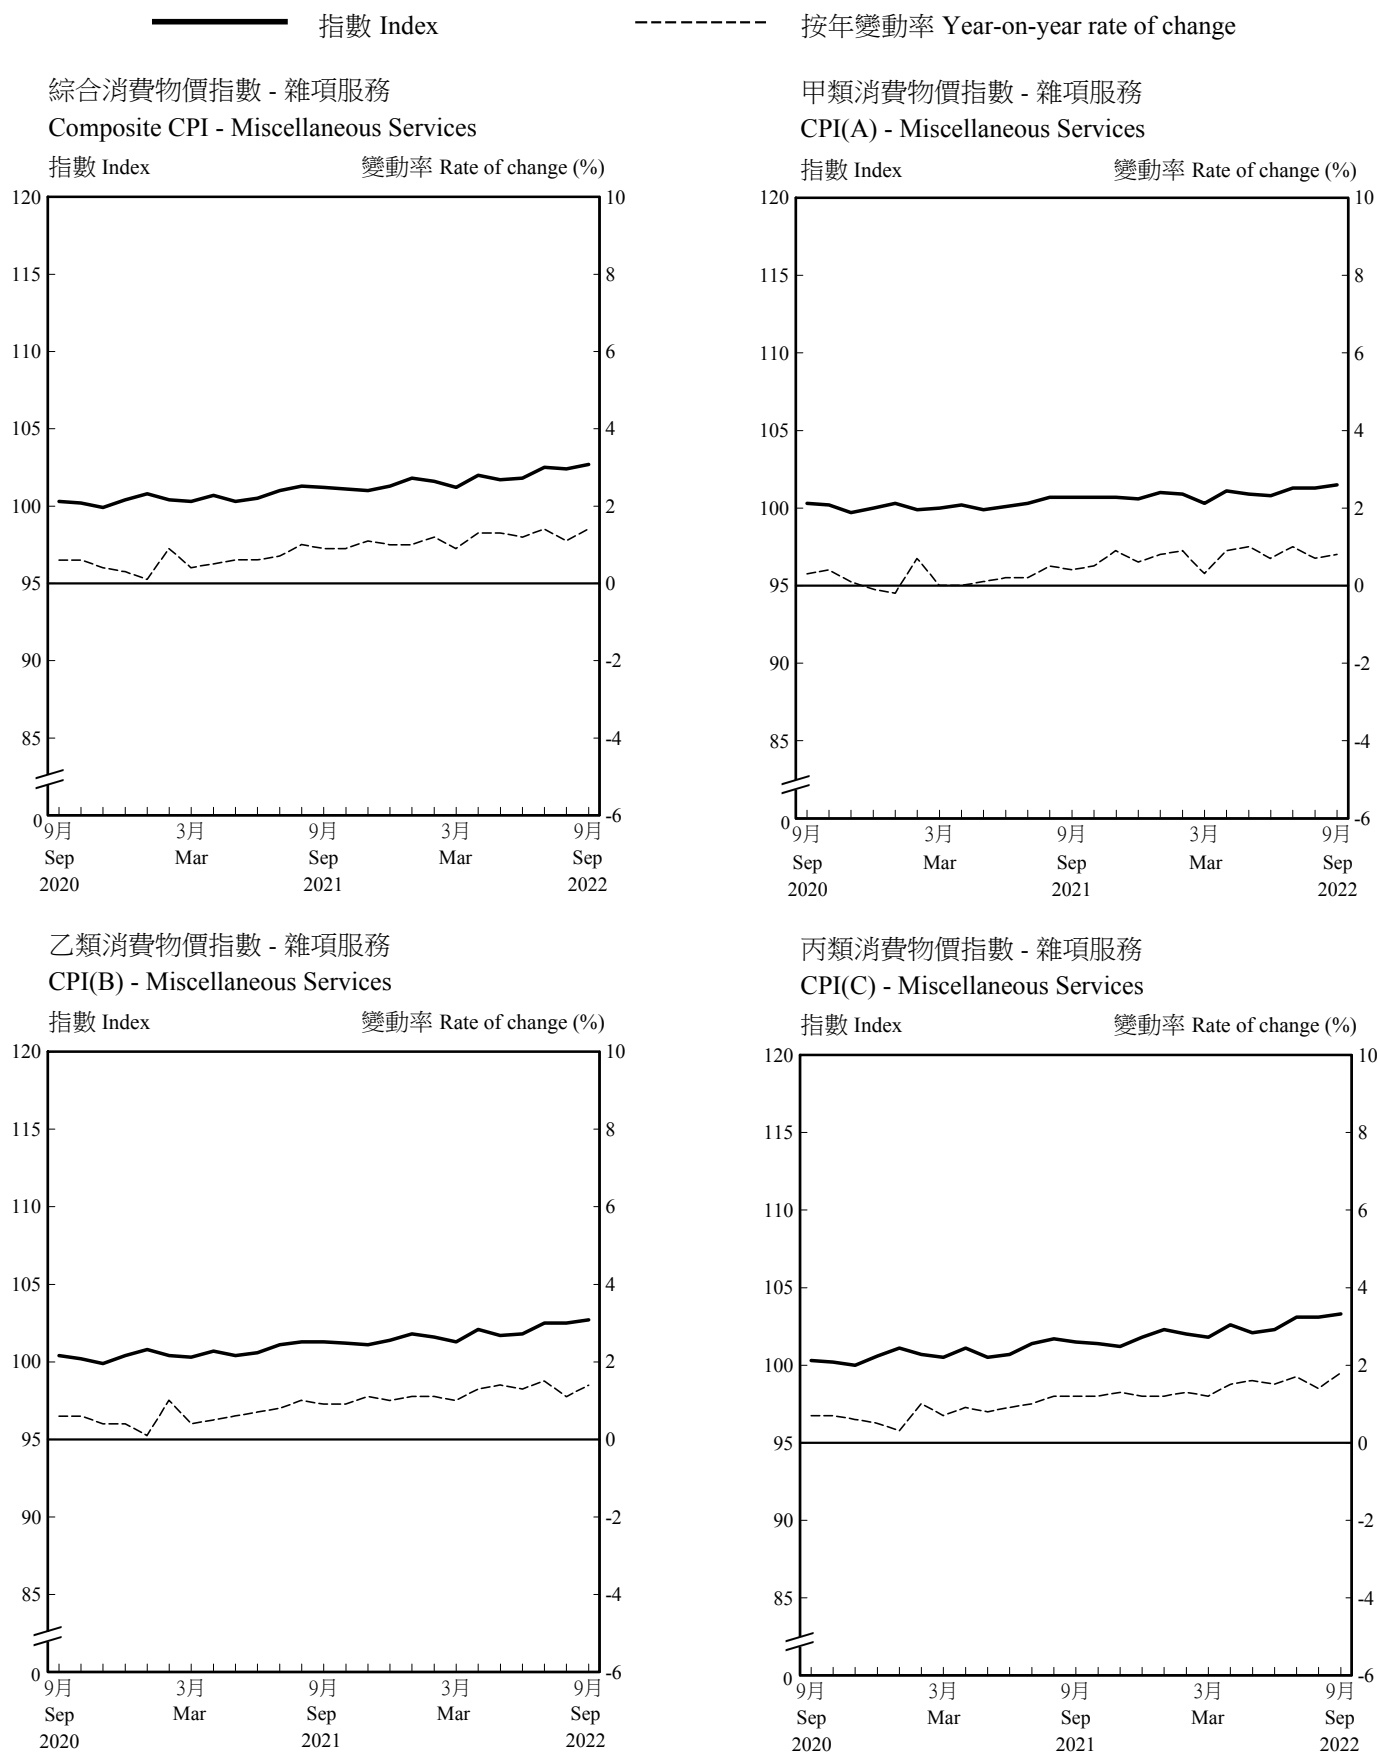 指數 Index
按年變動率 Year-on-year rate of change
綜合消費物價指數 - 雜項服務
Composite CPI - Miscellaneous Services
指數 Index
變動率 Rate of change (%)
120
115
110
105
100
95
90
85
0
10
8
6
4
2
0
-2
-4
-6
9月
Sep
2020
3月
Mar
9月
Sep
2021
3月
Mar
9月
Sep
2022
甲類消費物價指數 - 雜項服務
CPI(A) - Miscellaneous Services
指數 Index
變動率 Rate of change (%)
120
115
110
105
100
95
90
85
0
10
8
6
4
2
0
-2
-4
-6
9月
Sep
2020
3月
Mar
9月
Sep
2021
3月
Mar
9月
Sep
2022
乙類消費物價指數 - 雜項服務
CPI(B) - Miscellaneous Services
指數 Index
變動率 Rate of change (%)
120
115
110
105
100
95
90
85
0
10
8
6
4
2
0
-2
-4
-6
9月
Sep
2020
3月
Mar
9月
Sep
2021
3月
Mar
9月
Sep
2022
丙類消費物價指數 - 雜項服務
CPI(C) - Miscellaneous Services
指數 Index
變動率 Rate of change (%)
120
115
110
105
100
95
90
85
0
10
8
6
4
2
0
-2
-4
-6
9月
Sep
2020
3月
Mar
9月
Sep
2021
3月
Mar
9月
Sep
2022